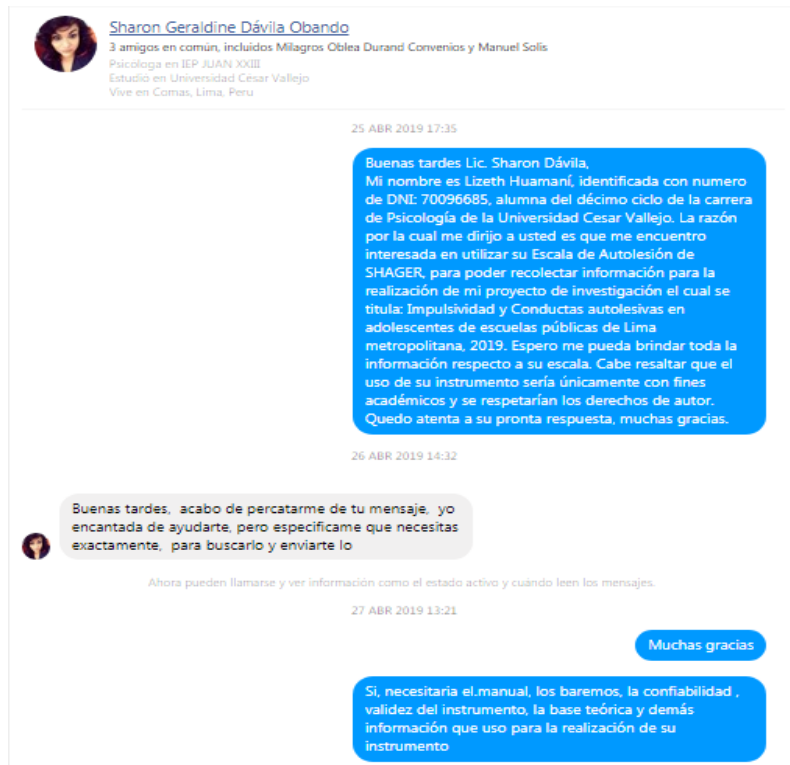 Sharon Geraldine Dávila Obando
3 amigos en común, incluidos Milagros Oblea Durand Convenios y Manuel Solis
Psicóloga en IEP JUAN XXIII
Estudio en Universidad César Vallejo
Vive en Comas, Lima, Peru
25 ABR 2019 17:35
Buenas tardes Lic. Sharon Dávila,
Mi nombre es Lizeth Huamaní, identificada con numero
de DNI: 70096685, alumna del décimo ciclo de la carrera
de Psicología de la Universidad Cesar Vallejo. La razón
por la cual me dirijo a usted es que me encuentro
interesada en utilizar su Escala de Autolesión de
SHAGER, para poder recolectar información para la
realización de mi proyecto de investigación el cual se
titula: Impulsividad y Conductas autolesivas en
adolescentes de escuelas públicas de Lima
metropolitana, 2019. Espero me pueda brindar toda la
información respecto a su escala. Cabe resaltar que el
uso de su instrumento sería únicamente con fines
académicos y se respetarían los derechos de autor.
Quedo atenta a su pronta respuesta, muchas gracias.
26 ABR 2019 14:32
Buenas tardes, acabo de percatarme de tu mensaje, yo
encantada de ayudarte, pero especificame que necesitas
exactamente, para buscarlo y enviarte lo
Ahora pueden llamarse y ver información como el estado activo y cuándo leen los mensajes.
27 ABR 2019 13:21
Muchas gracias
Si, necesitaria el.manual, los baremos, la confiabilidad ,
validez del instrumento, la base teórica y demás
información que uso para la realización de su
instrumento